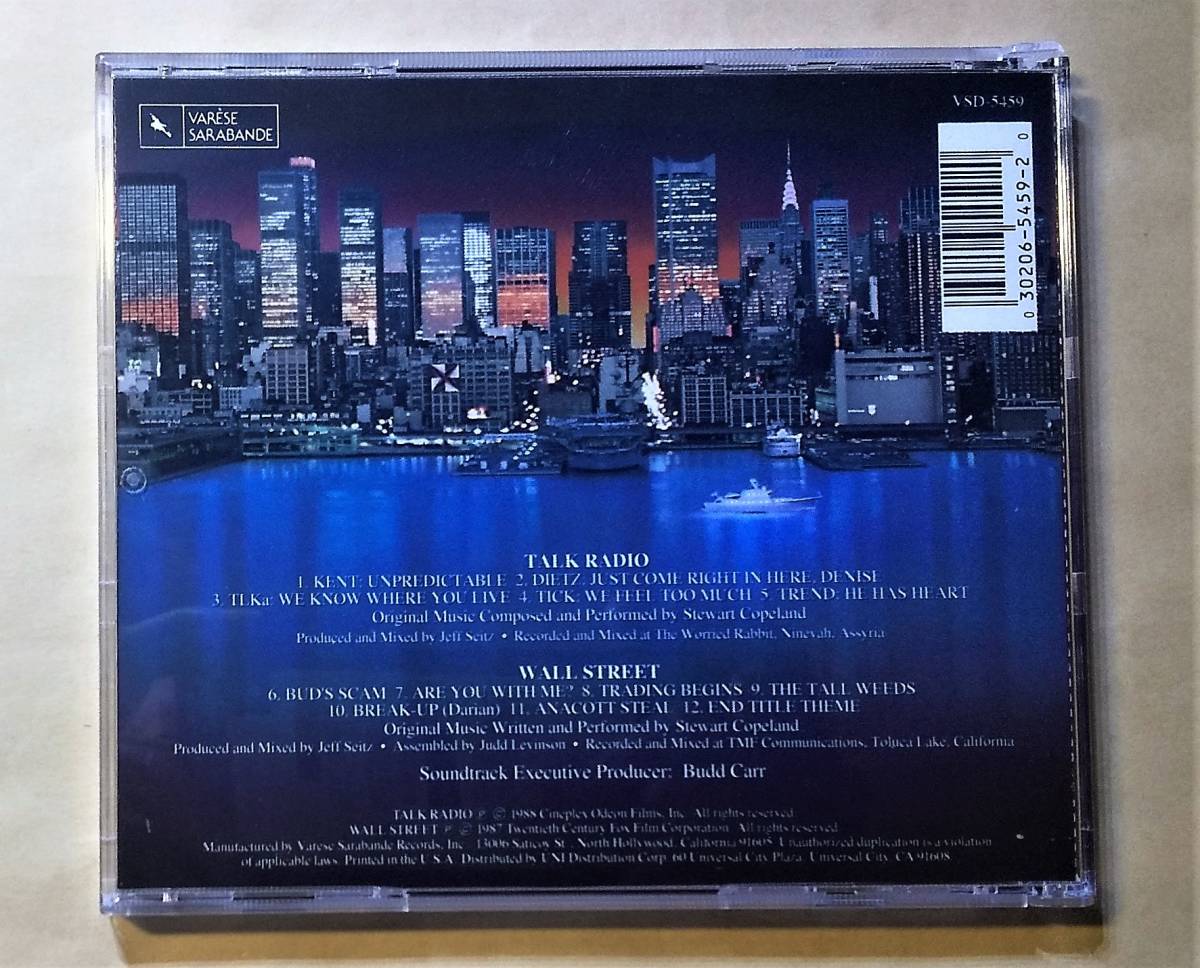 VARÈSE
SARABANDE
VSD-5459
0 30206-5459-2 0
TALK RADIO
1. KENT: UNPREDICTABLE 2. DIETZ: JUST COME RIGHT IN HERE, DENISE
3. TLKa: WE KNOW WHERE YOU LIVE 4. TICK: WE FEEL TOO MUCH 5. TREND: HE HAS HEART
Original Music Composed and Performed by Stewart Copeland
Produced and Mixed by Jeff Seitz • Recorded and Mixed at The Worried Rabbit, Ninevah, Assyria
WALL STREET
6. BUD'S SCAM 7. ARE YOU WITH ME? 8. TRADING BEGINS 9. THE TALL WEEDS
10. BREAK-UP (Darian) 11. ANACOTT STEAL 12. END TITLE THEME
Original Music Written and Performed by Stewart Copeland
Produced and Mixed by Jeff Seitz • Assembled by Judd Levinson • Recorded and Mixed at TMF Communications, Toluca Lake, California
Soundtrack Executive Producer: Budd Carr
TALK RADIO ℗ © 1988 Cineplex Odeon Films, Inc. All rights reserved.
WALL STREET ℗ © 1987 Twentieth Century Fox Film Corporation. All rights reserved.
Manufactured by Varèse Sarabande Records, Inc. 13006 Saticoy St., North Hollywood, California 91605. Unauthorized duplication is a violation
of applicable laws. Printed in the U.S.A. Distributed by UNI Distribution Corp. 60 Universal City Plaza, Universal City, CA 91608